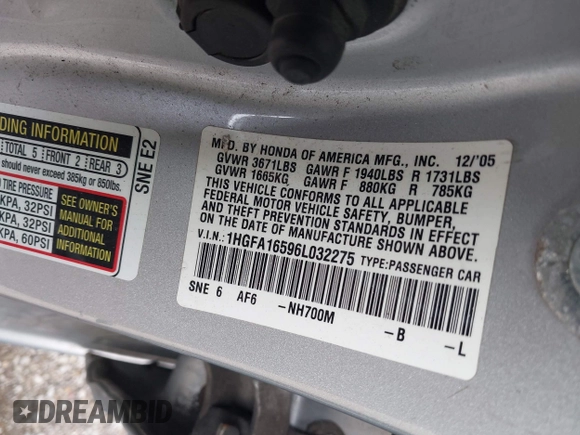 DING INFORMATION
TOTAL 5 FRONT 2 REAR 3
should never exceed 385kg or 850lbs.
TIRE PRESSURE
KPA, 32PSI
KPA, 32PSI
KPA, 60PSI
SEE OWNER'S
MANUAL FOR
ADDITIONAL
INFORMATION
SNE E2
MFD. BY HONDA OF AMERICA MFG., INC. 12/'05
GVWR 3671LBS GAWR F 1940LBS R 1731LBS
GVWR 1665KG GAWR F 880KG R 785KG
THIS VEHICLE CONFORMS TO ALL APPLICABLE
FEDERAL MOTOR VEHICLE SAFETY, BUMPER,
AND THEFT PREVENTION STANDARDS IN EFFECT
ON THE DATE OF MANUFACTURE SHOWN ABOVE.
V.I.N.: 1HGFA16596L032275 TYPE:PASSENGER CAR
SNE 6 AF6 -NH700M -B -L
DREAMBID